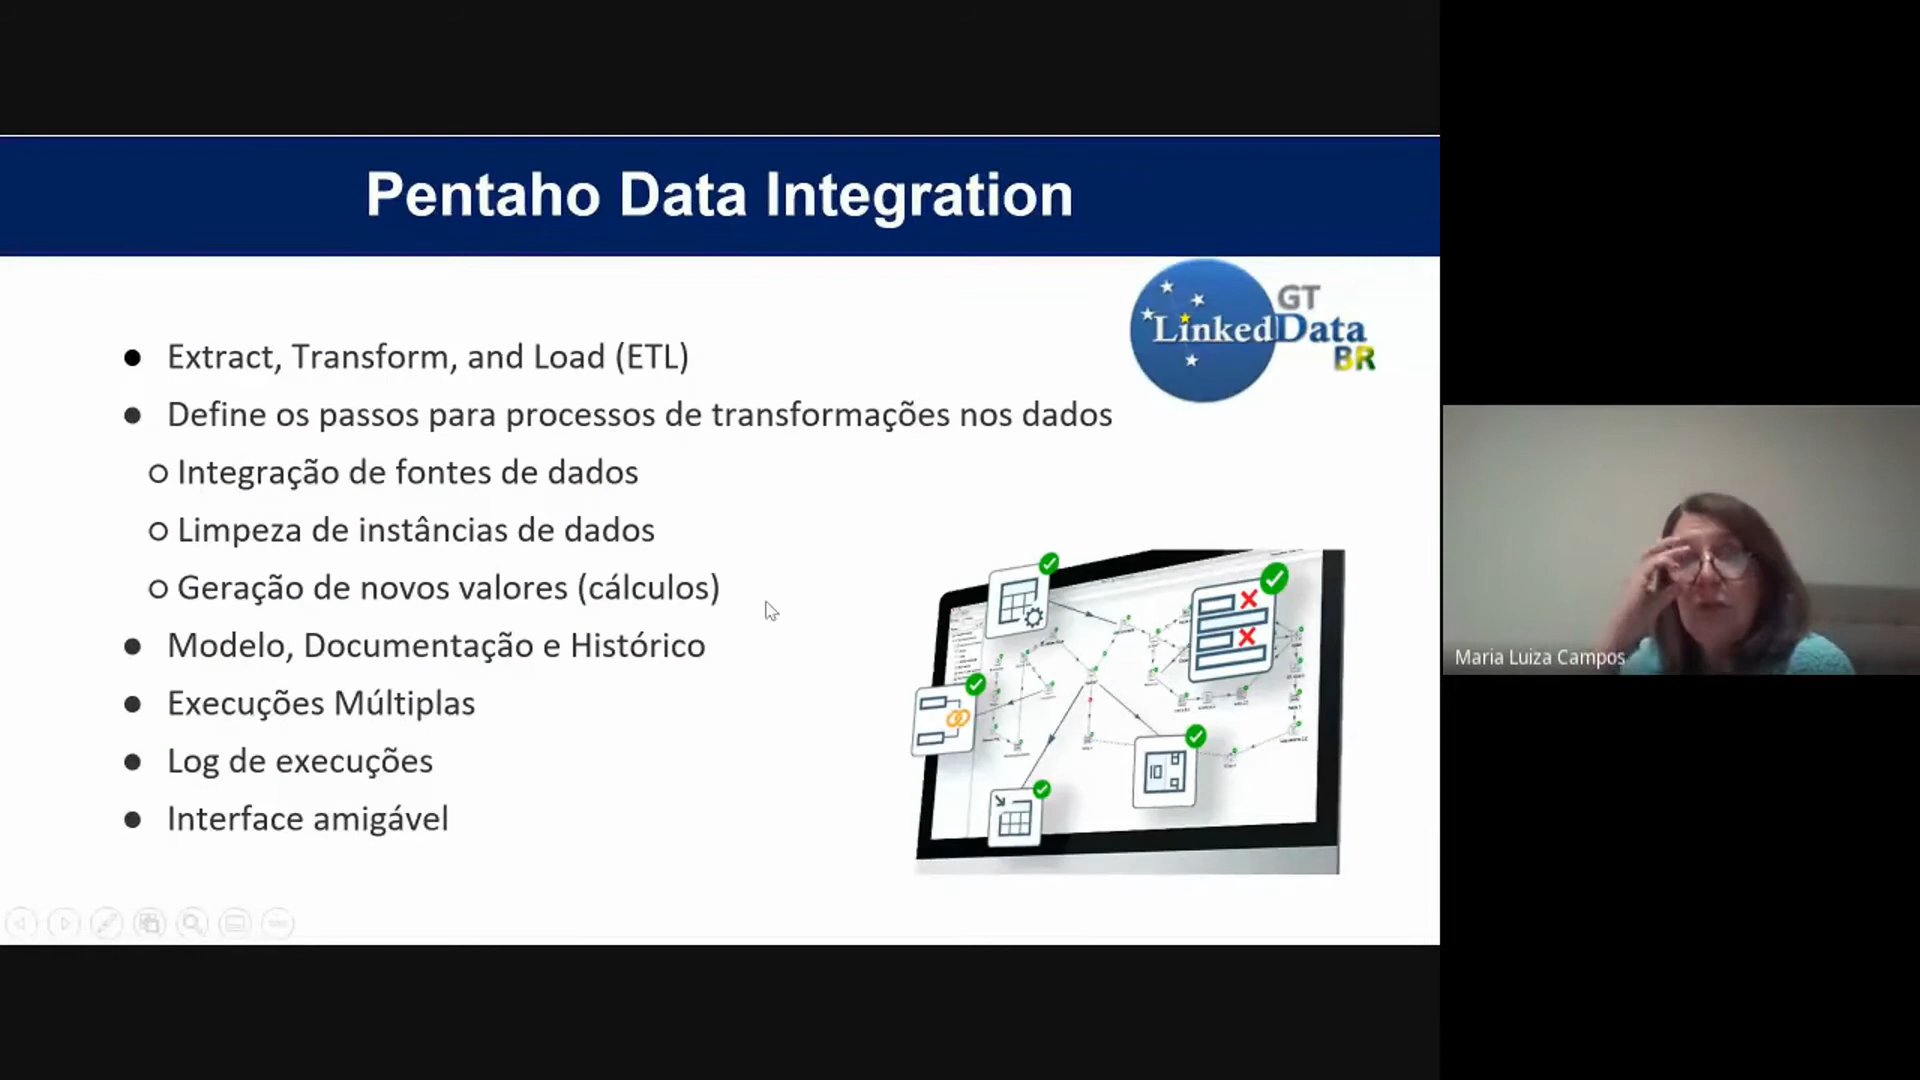 Pentaho Data Integration
GT
LinkedData
BR
Extract, Transform, and Load (ETL)
Define os passos para processos de transformações nos dados
Integração de fontes de dados
Limpeza de instâncias de dados
Geração de novos valores (cálculos)
Modelo, Documentação e Histórico
Execuções Múltiplas
Log de execuções
Interface amigável
Maria Luiza Campos